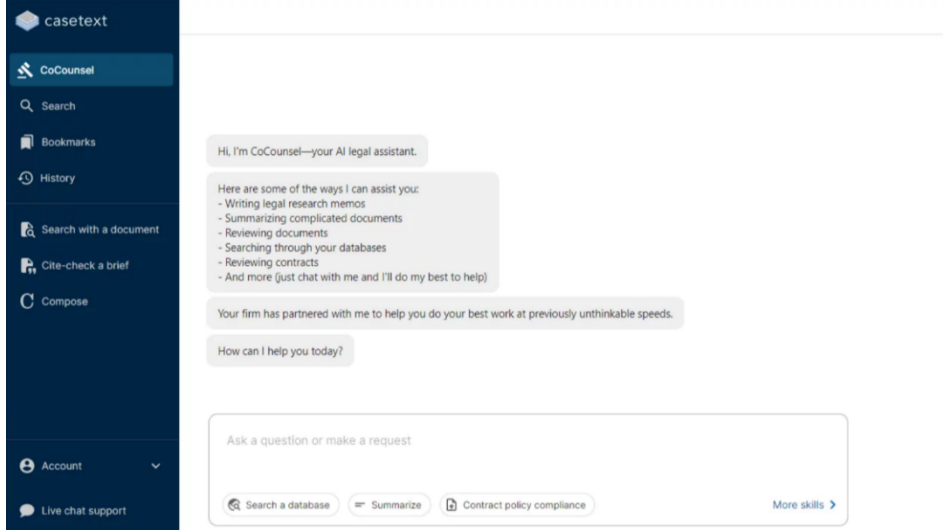 casetext
CoCounsel
Search
Bookmarks
History
Search with a document
Cite-check a brief
Compose
Account
Live chat support
Hi, I'm CoCounsel—your AI legal assistant.
Here are some of the ways I can assist you:
- Writing legal research memos
- Summarizing complicated documents
- Reviewing documents
- Searching through your databases
- Reviewing contracts
- And more (just chat with me and I'll do my best to help)
Your firm has partnered with me to help you do your best work at previously unthinkable speeds.
How can I help you today?
Ask a question or make a request
Search a database
Summarize
Contract policy compliance
More skills